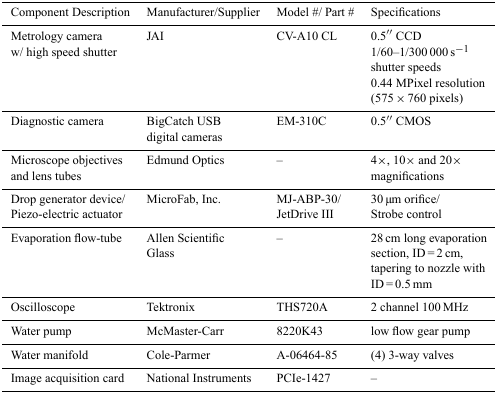 Component Description Manufacturer/Supplier Model #/ Part # Specifications
Metrology camera JAI CV-A10 CL 0.5″ CCD
w/ high speed shutter 1/60–1/300 000 s⁻¹
shutter speeds
0.44 MPixel resolution
(575 × 760 pixels)
Diagnostic camera BigCatch USB EM-310C 0.5″ CMOS
digital cameras
Microscope objectives Edmund Optics – 4×, 10× and 20×
and lens tubes magnifications
Drop generator device/ MicroFab, Inc. MJ-ABP-30/ 30 μm orifice/
Piezo-electric actuator JetDrive III Strobe control
Evaporation flow-tube Allen Scientific – 28 cm long evaporation
Glass section, ID = 2 cm,
tapering to nozzle with
ID = 0.5 mm
Oscilloscope Tektronix THS720A 2 channel 100 MHz
Water pump McMaster-Carr 8220K43 low flow gear pump
Water manifold Cole-Parmer A-06464-85 (4) 3-way valves
Image acquisition card National Instruments PCIe-1427 –